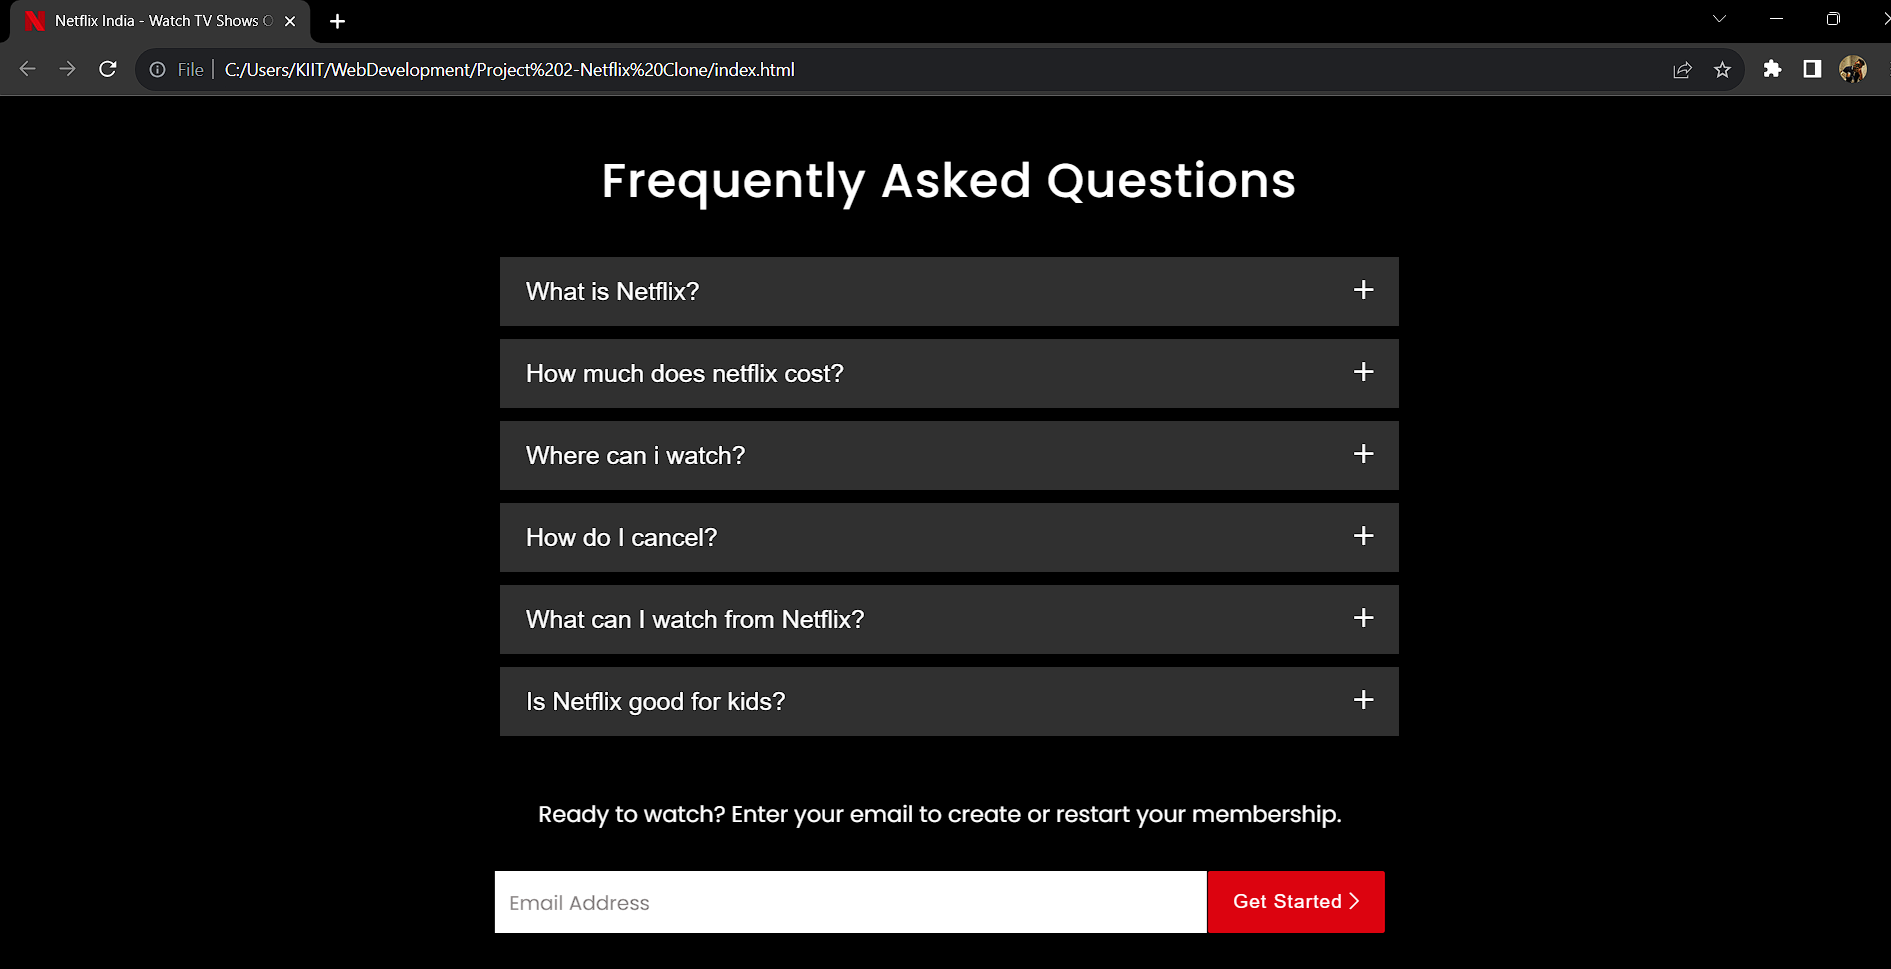 Netflix India - Watch TV Shows O
File
C:/Users/KIIT/WebDevelopment/Project%202-Netflix%20Clone/index.html
Frequently Asked Questions
What is Netflix? +
How much does netflix cost? +
Where can i watch? +
How do I cancel? +
What can I watch from Netflix? +
Is Netflix good for kids? +
Ready to watch? Enter your email to create or restart your membership.
Email Address
Get Started >